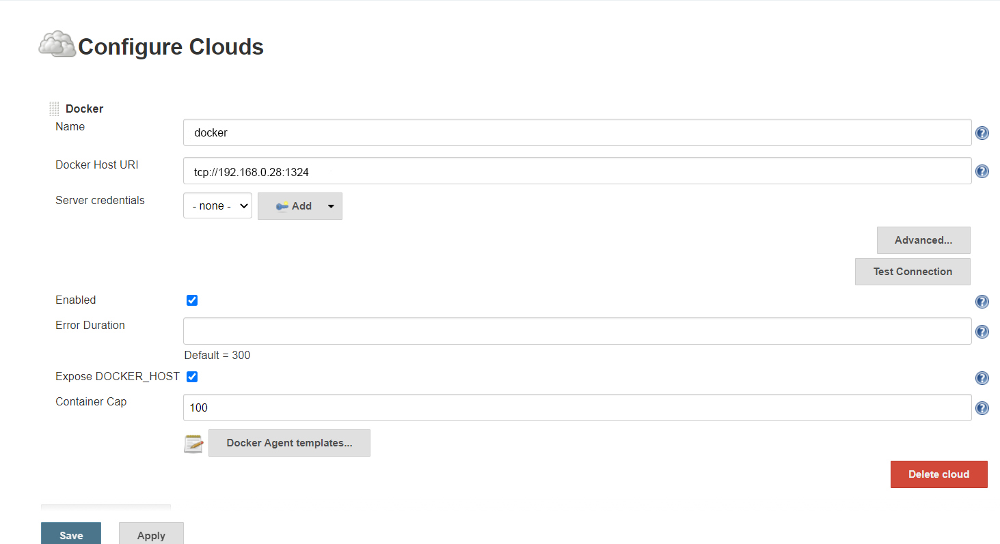 Configure Clouds
Docker
Name
docker
?
Docker Host URI
tcp://192.168.0.28:1324
?
Server credentials
- none -
Add
Advanced...
Test Connection
Enabled
?
Error Duration
?
Default = 300
Expose DOCKER_HOST
?
Container Cap
100
?
Docker Agent templates...
Delete cloud
Save
Apply